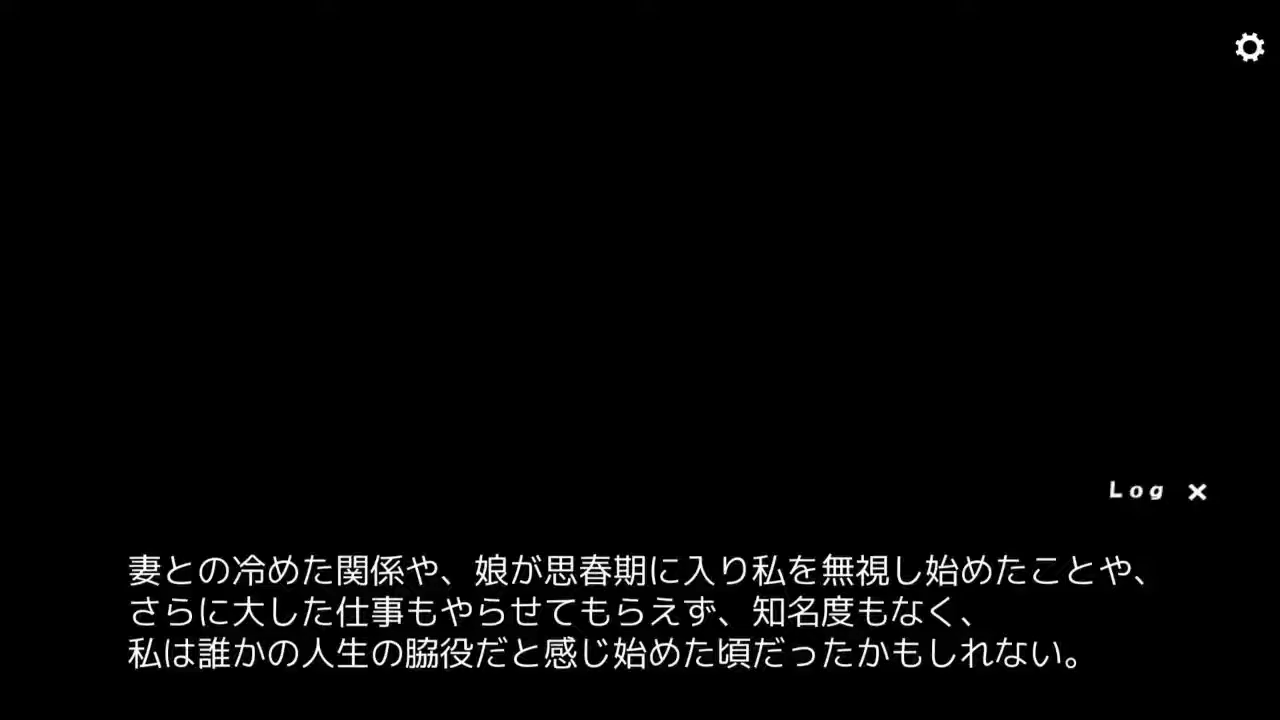 Log ×
妻との冷めた関係や、娘が思春期に入り私を無視し始めたことや、
さらに大した仕事もやらせてもらえず、知名度もなく、
私は誰かの人生の脇役だと感じ始めた頃だったかもしれない。